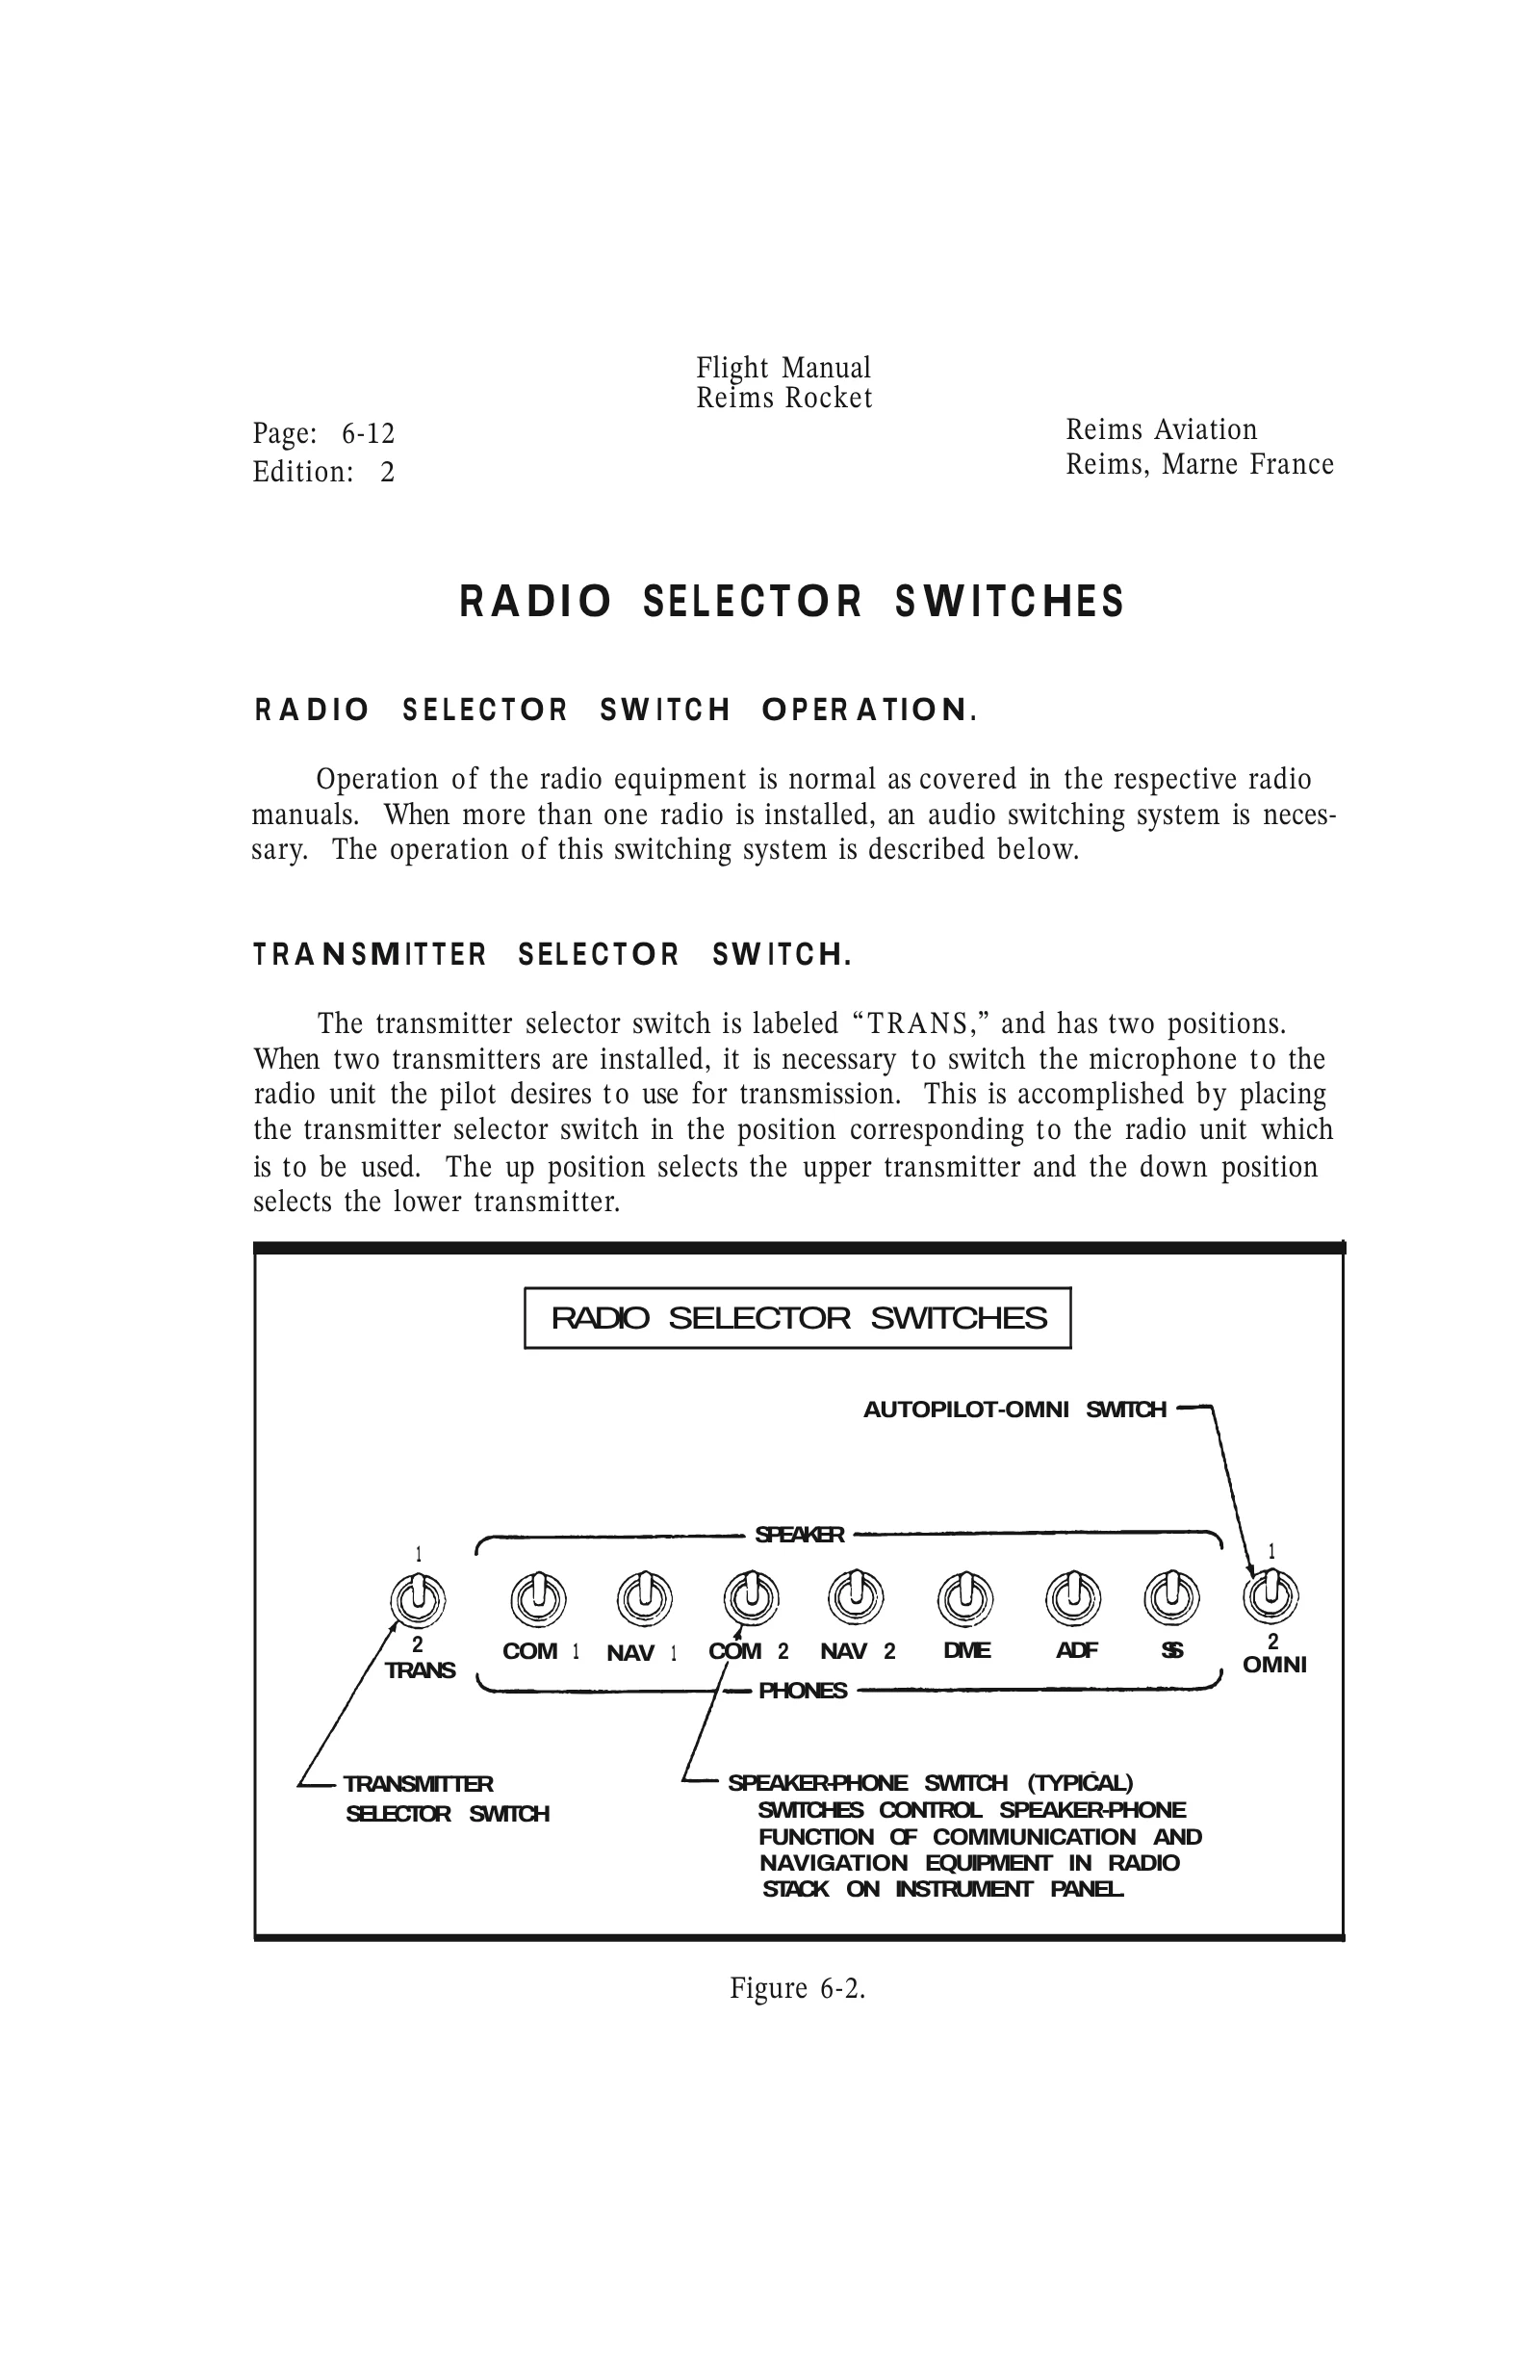 Flight Manual
Reims Rocket
Page: 6-12
Edition: 2
Reims Aviation
Reims, Marne France
RADIO SELECTOR SWITCHES
RADIO SELECTOR SWITCH OPERATION.
Operation of the radio equipment is normal as covered in the respective radio
manuals. When more than one radio is installed, an audio switching system is neces-
sary. The operation of this switching system is described below.
TRANSMITTER SELECTOR SWITCH.
The transmitter selector switch is labeled “TRANS,” and has two positions.
When two transmitters are installed, it is necessary to switch the microphone to the
radio unit the pilot desires to use for transmission. This is accomplished by placing
the transmitter selector switch in the position corresponding to the radio unit which
is to be used. The up position selects the upper transmitter and the down position
selects the lower transmitter.
RADIO SELECTOR SWITCHES
AUTOPILOT-OMNI SWITCH
SPEAKER
1
1
2
TRANS
COM 1
NAV 1
COM 2
NAV 2
DME
ADF
SS
2
OMNI
PHONES
TRANSMITTER
SELECTOR SWITCH
SPEAKER-PHONE SWITCH (TYPICAL)
SWITCHES CONTROL SPEAKER-PHONE
FUNCTION OF COMMUNICATION AND
NAVIGATION EQUIPMENT IN RADIO
STACK ON INSTRUMENT PANEL.
Figure 6-2.